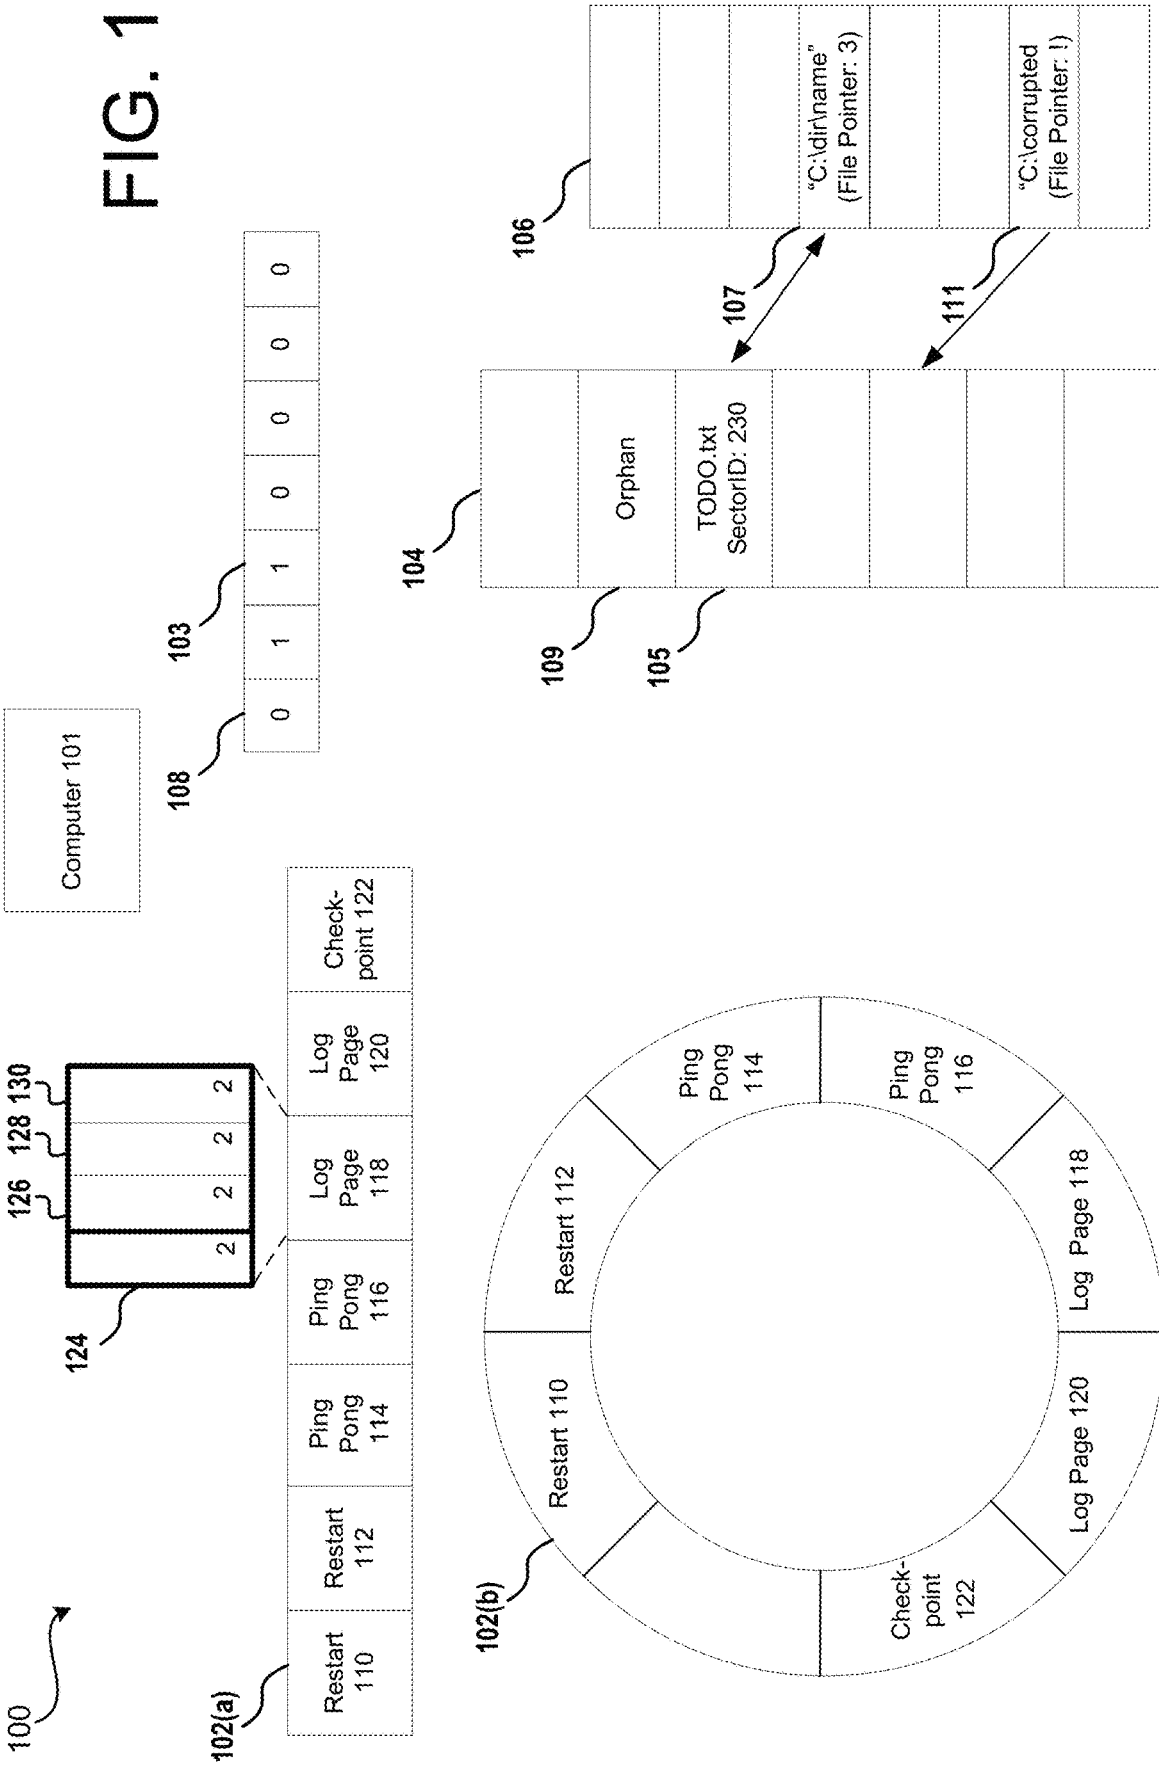 100
FIG. 1
Computer 101
124
126
128
130
2
2
2
2
102(a)
Restart
110
Restart
112
Ping
Pong
114
Ping
Pong
116
Log
Page
118
Log
Page
120
Check-
point 122
108
103
0
1
1
0
0
0
0
102(b)
Restart 110
Restart 112
Ping
Pong
114
Ping
Pong
116
Log Page 118
Log Page 120
Check-
point
122
104
109
Orphan
105
TODO.txt
SectorID: 230
106
107
“C:\dir\name”
(File Pointer: 3)
111
“C:\corrupted
(File Pointer: !)